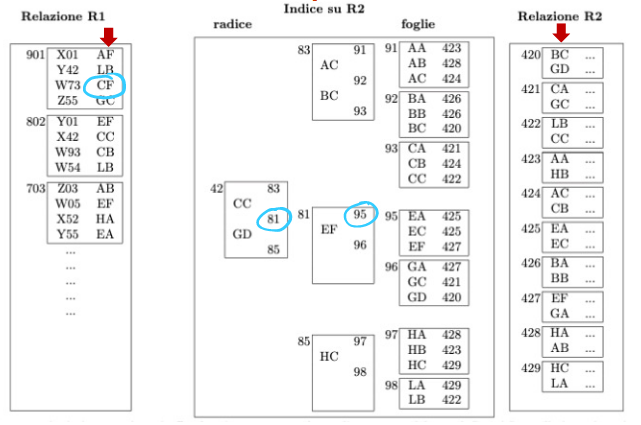 Relazione R1
901 X01 AF
Y42 LB
W73 CF
Z55 GC
802 Y01 EF
X42 CC
W93 CB
W54 LB
703 Z03 AB
W05 EF
X52 HA
Y55 EA
...
...
...
...
Indice su R2
radice
foglie
42 83
CC
81
GD
85
83 91
AC
92
BC
93
81 95
EF
96
85 97
HC
98
91 AA 423
AB 428
AC 424
92 BA 426
BB 426
BC 420
93 CA 421
CB 424
CC 422
95 EA 425
EC 425
EF 427
96 GA 427
GC 421
GD 420
97 HA 428
HB 423
HC 429
98 LA 429
LB 422
Relazione R2
420 BC ...
GD ...
421 CA ...
GC ...
422 LB ...
CC ...
423 AA ...
HB ...
424 AC ...
CB ...
425 EA ...
EC ...
426 BA ...
BB ...
427 EF ...
GA ...
428 HA ...
AB ...
429 HC ...
LA ...